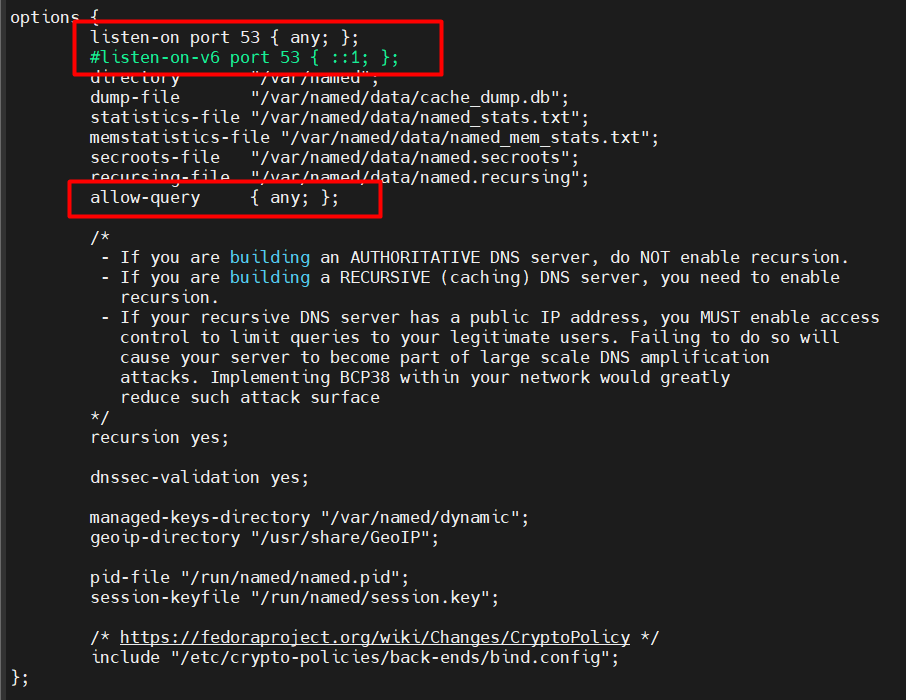 options {
listen-on port 53 { any; };
#listen-on-v6 port 53 { ::1; };
directory "/var/named";
dump-file "/var/named/data/cache_dump.db";
statistics-file "/var/named/data/named_stats.txt";
memstatistics-file "/var/named/data/named_mem_stats.txt";
secroots-file "/var/named/data/named.secroots";
recursing-file "/var/named/data/named.recursing";
allow-query { any; };
/*
- If you are building an AUTHORITATIVE DNS server, do NOT enable recursion.
- If you are building a RECURSIVE (caching) DNS server, you need to enable
recursion.
- If your recursive DNS server has a public IP address, you MUST enable access
control to limit queries to your legitimate users. Failing to do so will
cause your server to become part of large scale DNS amplification
attacks. Implementing BCP38 within your network would greatly
reduce such attack surface
*/
recursion yes;
dnssec-validation yes;
managed-keys-directory "/var/named/dynamic";
geoip-directory "/usr/share/GeoIP";
pid-file "/run/named/named.pid";
session-keyfile "/run/named/session.key";
/* https://fedoraproject.org/wiki/Changes/CryptoPolicy */
include "/etc/crypto-policies/back-ends/bind.config";
};